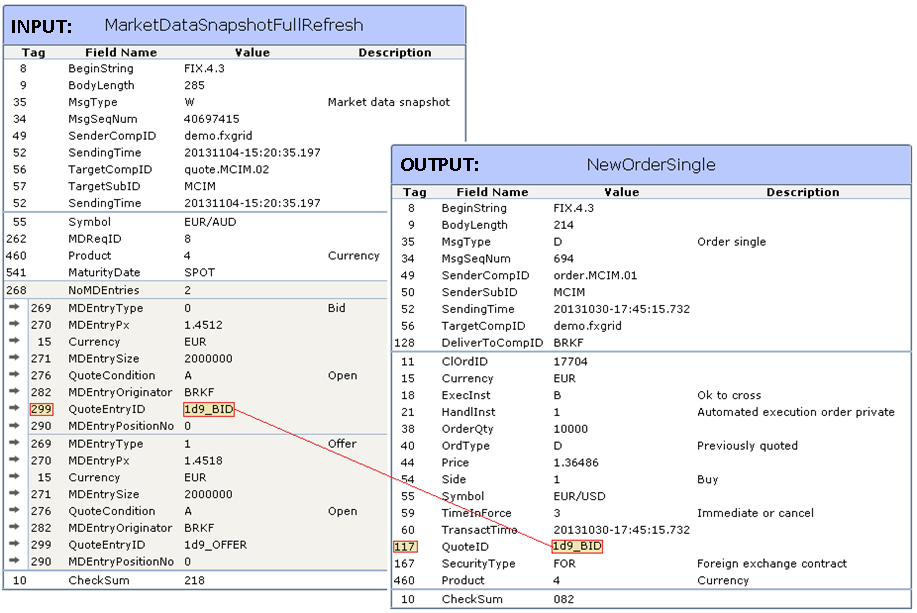 INPUT: MarketDataSnapshotFullRefresh
Tag Field Name Value Description
8 BeginString FIX.4.3
9 BodyLength 285
35 MsgType W Market data snapshot
34 MsgSeqNum 40697415
49 SenderCompID demo.fxgrid
52 SendingTime 20131104-15:20:35.197
56 TargetCompID quote.MCIM.02
57 TargetSubID MCIM
52 SendingTime 20131104-15:20:35.197
55 Symbol EUR/AUD
262 MDReqID 8
460 Product 4 Currency
541 MaturityDate SPOT
268 NoMDEntries 2
269 MDEntryType 0 Bid
270 MDEntryPx 1.4512
15 Currency EUR
271 MDEntrySize 2000000
276 QuoteCondition A Open
282 MDEntryOriginator BRKF
299 QuoteEntryID 1d9_BID
290 MDEntryPositionNo 0
269 MDEntryType 1 Offer
270 MDEntryPx 1.4518
15 Currency EUR
271 MDEntrySize 2000000
276 QuoteCondition A Open
282 MDEntryOriginator BRKF
299 QuoteEntryID 1d9_OFFER
290 MDEntryPositionNo 0
10 CheckSum 218
OUTPUT: NewOrderSingle
Tag Field Name Value Description
8 BeginString FIX.4.3
9 BodyLength 214
35 MsgType D Order single
34 MsgSeqNum 694
49 SenderCompID order.MCIM.01
50 SenderSubID MCIM
52 SendingTime 20131030-17:45:15.732
56 TargetCompID demo.fxgrid
128 DeliverToCompID BRKF
11 ClOrdID 17704
15 Currency EUR
18 ExecInst B Ok to cross
21 HandlInst 1 Automated execution order private
38 OrderQty 10000
40 OrdType D Previously quoted
44 Price 1.36486
54 Side 1 Buy
55 Symbol EUR/USD
59 TimeInForce 3 Immediate or cancel
60 TransactTime 20131030-17:45:15.732
117 QuoteID 1d9_BID
167 SecurityType FOR Foreign exchange contract
460 Product 4 Currency
10 CheckSum 082